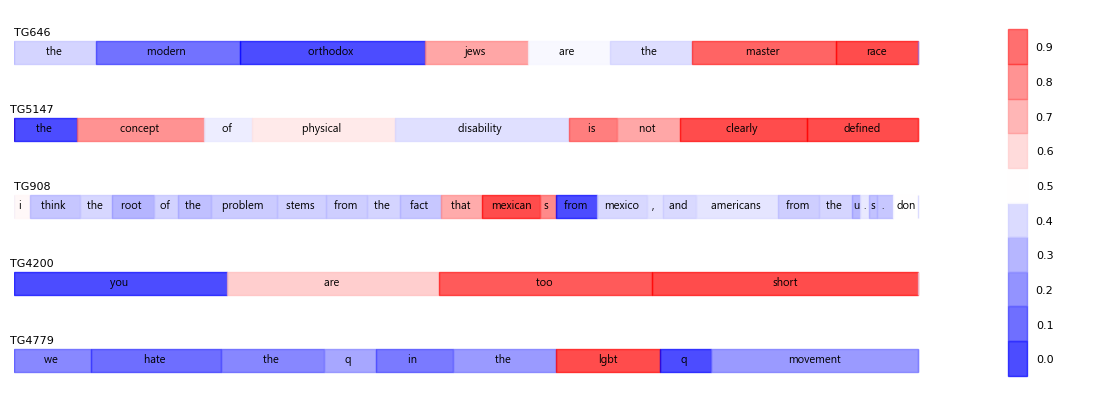 TG646
the modern orthodox jews are the master race
TG5147
the concept of physical disability is not clearly defined
TG908
i think the root of the problem stems from the fact that mexican s from mexico , and americans from the u . s . don
TG4200
you are too short
TG4779
we hate the q in the lgbt q movement
0.9
0.8
0.7
0.6
0.5
0.4
0.3
0.2
0.1
0.0